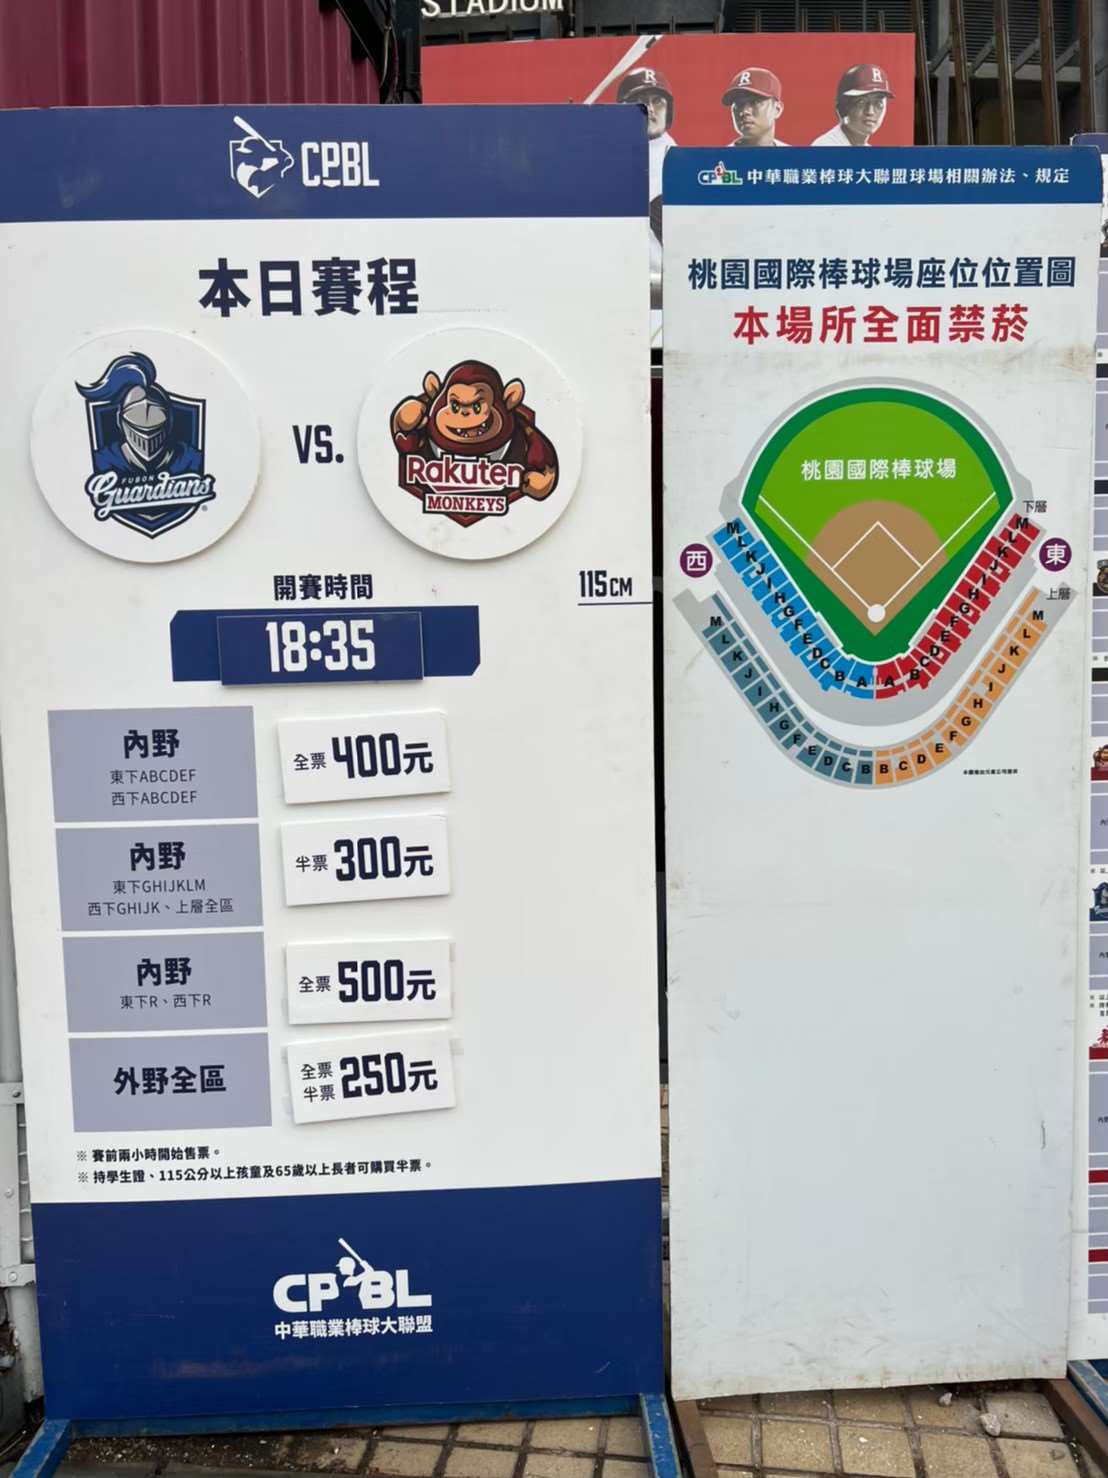 STADIUM
R
R
R
CPBL
本日賽程
FUBON
Guardians
VS.
Rakuten
MONKEYS
開賽時間
115CM
18:35
內野
東下ABCDEF
西下ABCDEF
全票 400元
內野
東下GHIJKLM
西下GHIJK、上層全區
半票 300元
內野
東下R、西下R
全票 500元
外野全區
全票
半票 250元
※ 賽前兩小時開始售票。
※ 持學生證、115公分以上孩童及65歲以上長者可購買半票。
CPBL
中華職業棒球大聯盟
CPBL 中華職業棒球大聯盟球場相關辦法、規定
桃園國際棒球場座位位置圖
本場所全面禁菸
桃園國際棒球場
下層
西
東
上層
M L K J I H G F E D C B A
A B C D E F G H I J K L M
M L K J I H G F E D C B
B C D E F G H I J K L M